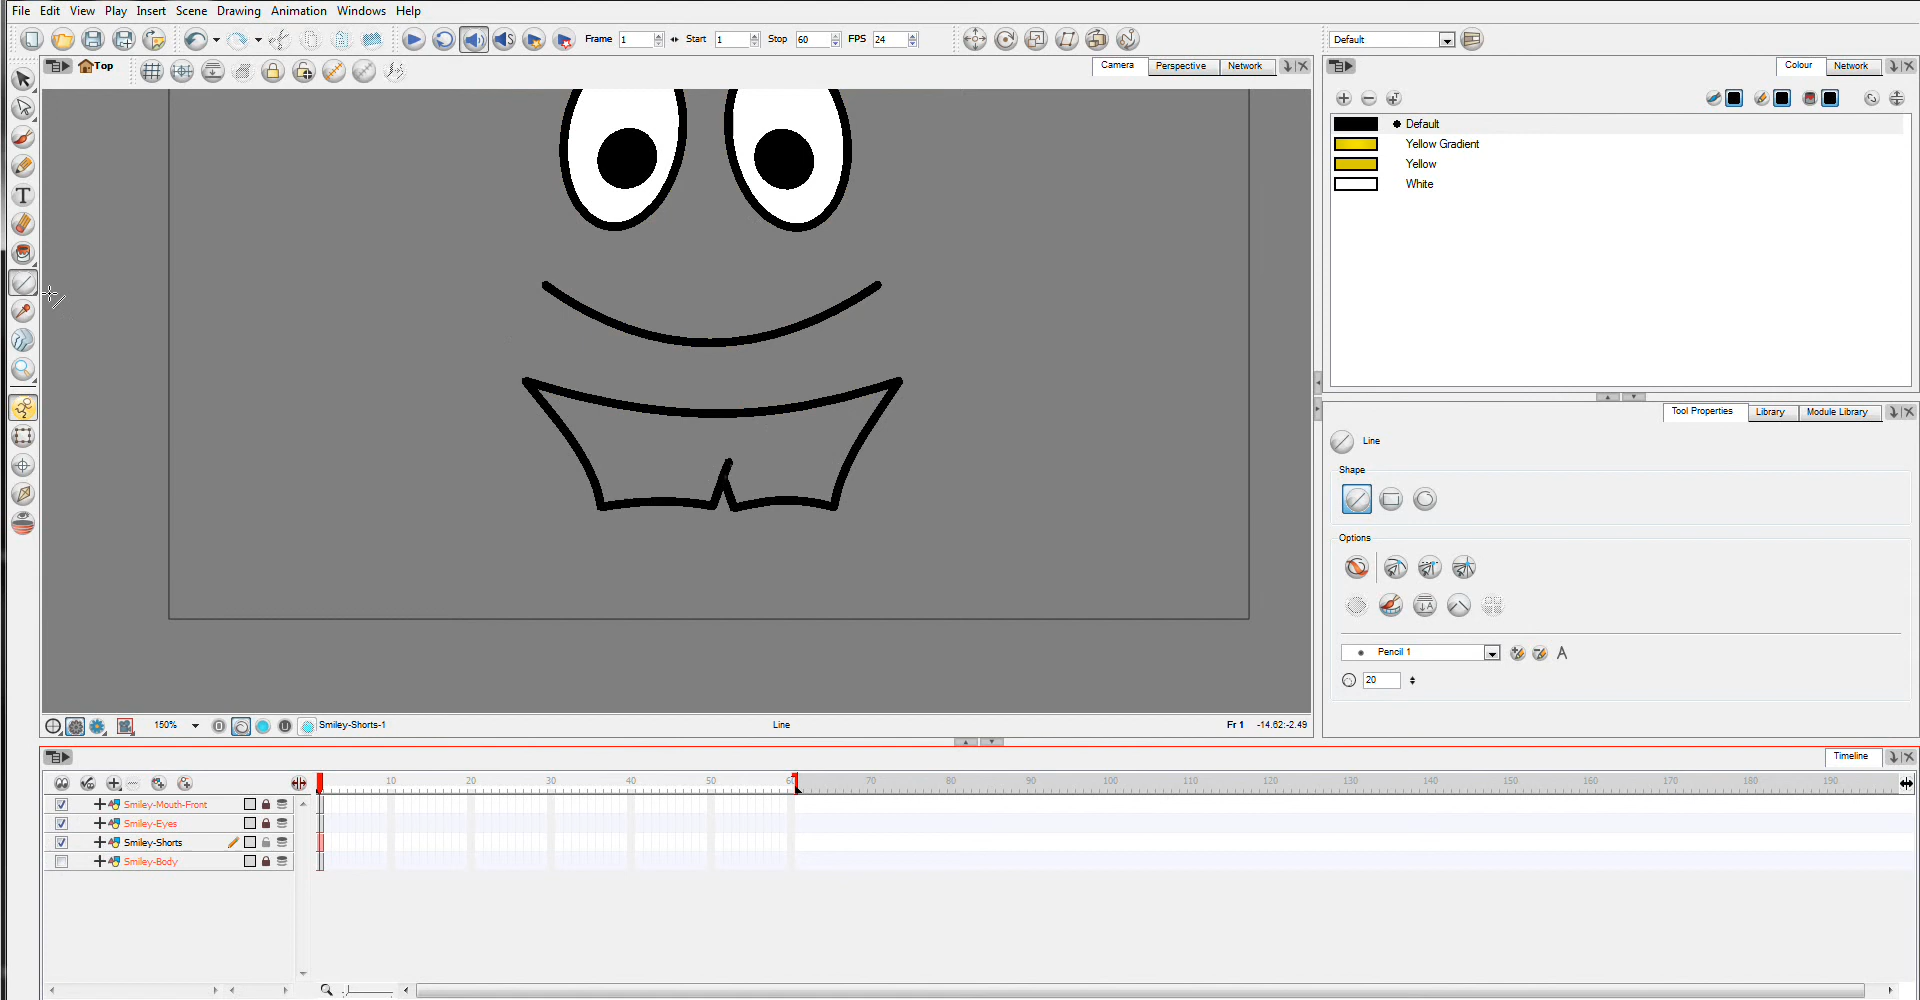 File Edit View Play Insert Scene Drawing Animation Windows Help
Frame 1 Start 1 Stop 60 FPS 24
Default
Top
Camera Perspective Network
Colour Network
Default
Yellow Gradient
Yellow
White
Tool Properties Library Module Library
Line
Shape
Options
Pencil 1
A
20
150% Smiley-Shorts-1 Line Fr 1 -14.62:-2.49
Timeline
10 20 30 40 50 60 70 80 90 100 110 120 130 140 150 160 170 180 190
Smiley-Mouth-Front
Smiley-Eyes
Smiley-Shorts
Smiley-Body